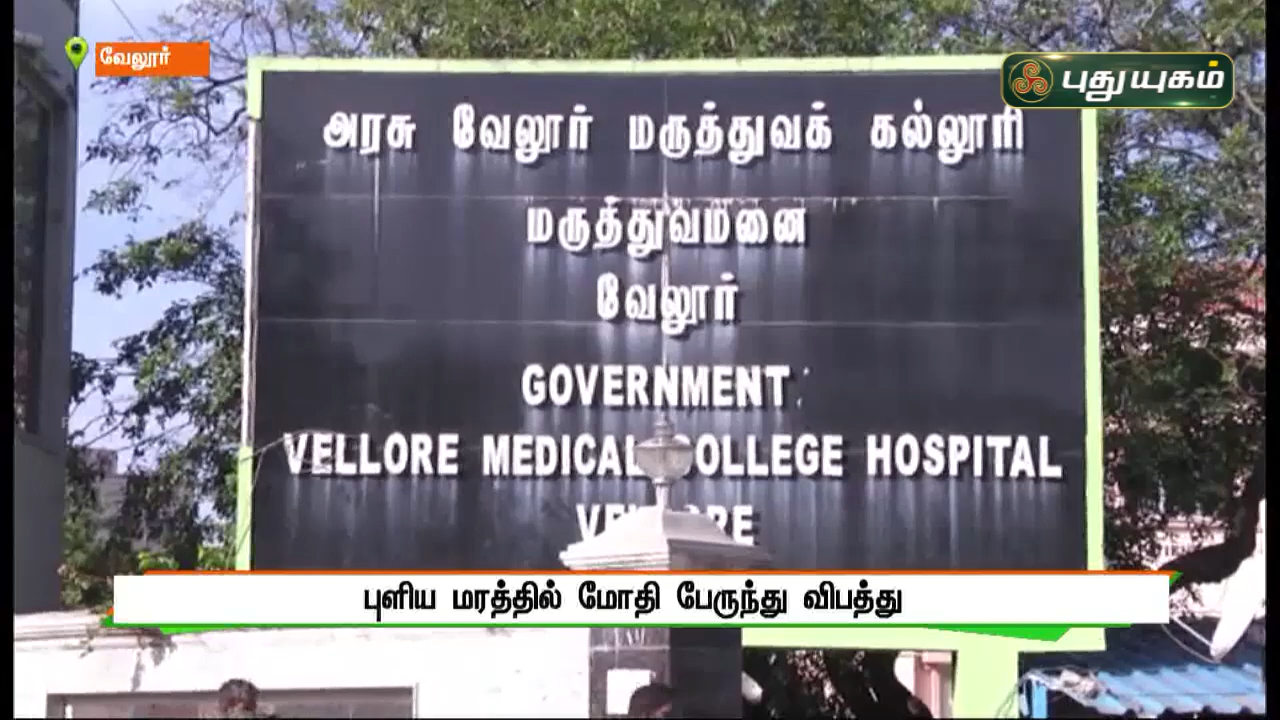 வேலூர்
புதுயுகம்
அரசு வேலூர் மருத்துவக் கல்லூரி
மருத்துவமனை
வேலூர்
GOVERNMENT
VELLORE MEDICAL COLLEGE HOSPITAL
புளிய மரத்தில் மோதி பேருந்து விபத்து